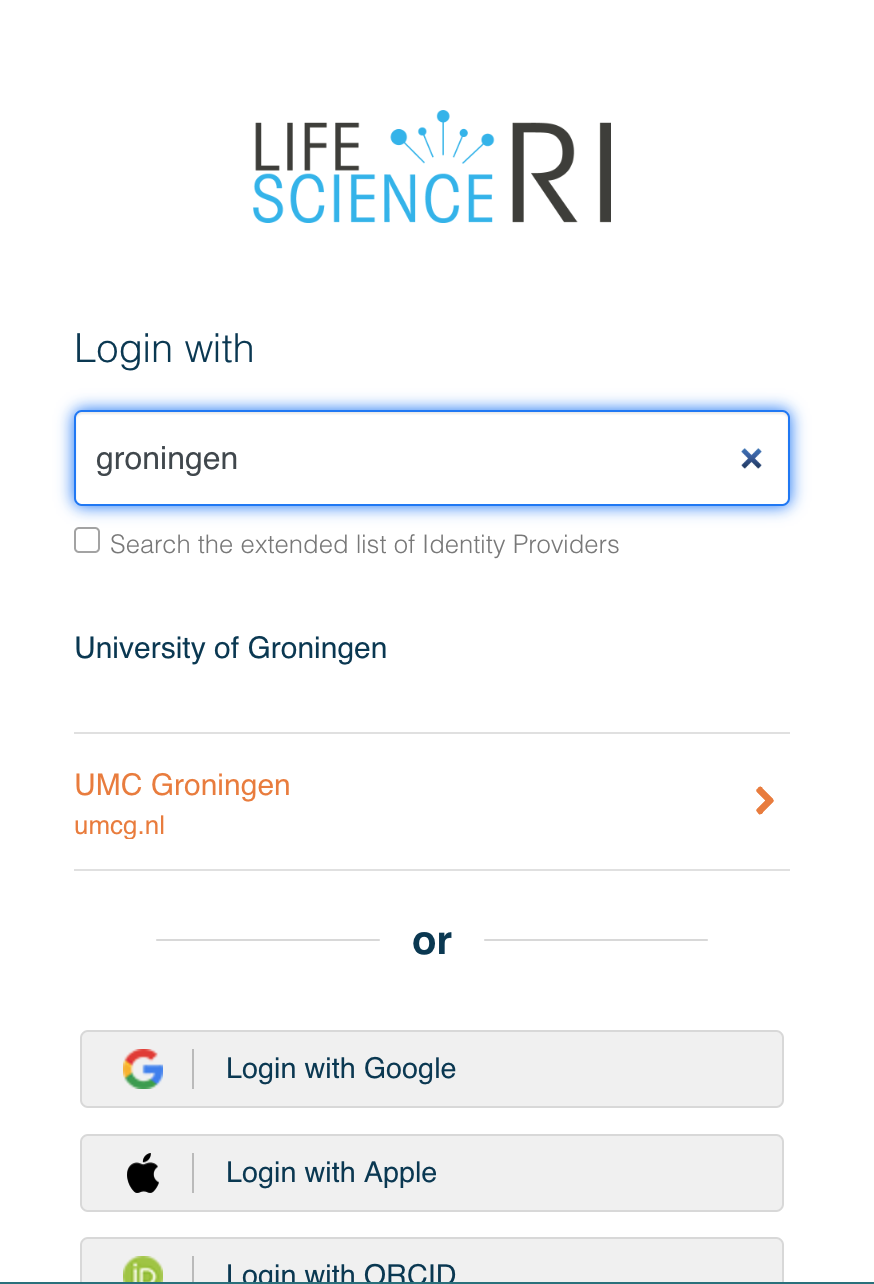 LIFE
SCIENCE RI
Login with
groningen
Search the extended list of Identity Providers
University of Groningen
UMC Groningen
umcg.nl
or
Login with Google
Login with Apple
iD
Login with ORCID